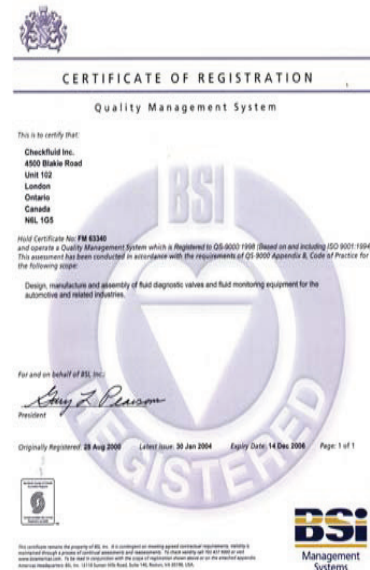 CERTIFICATE OF REGISTRATION
Quality Management System
This is to certify that:
Checkfluid Inc.
4500 Blakie Road
Unit 102
London
Ontario
Canada
N6L 1G5
Hold Certificate No: FM 63340
and operate a Quality Management System which is Registered to QS-9000:1998 (Based on and including ISO 9001:1994
This assessment has been conducted in accordance with the requirements of QS-9000 Appendix B, Code of Practice for
the following scope:
Design, manufacture and assembly of fluid diagnostic valves and fluid monitoring equipment for the
automotive and related industries.
BSI
REGISTERED
For and on behalf of BSI, Inc.:
Gary L Pearson
President
Originally Registered: 28 Aug 2000 Latest Issue: 30 Jan 2004 Expiry Date: 14 Dec 2006 Page: 1 of 1
BSi
Management
Systems